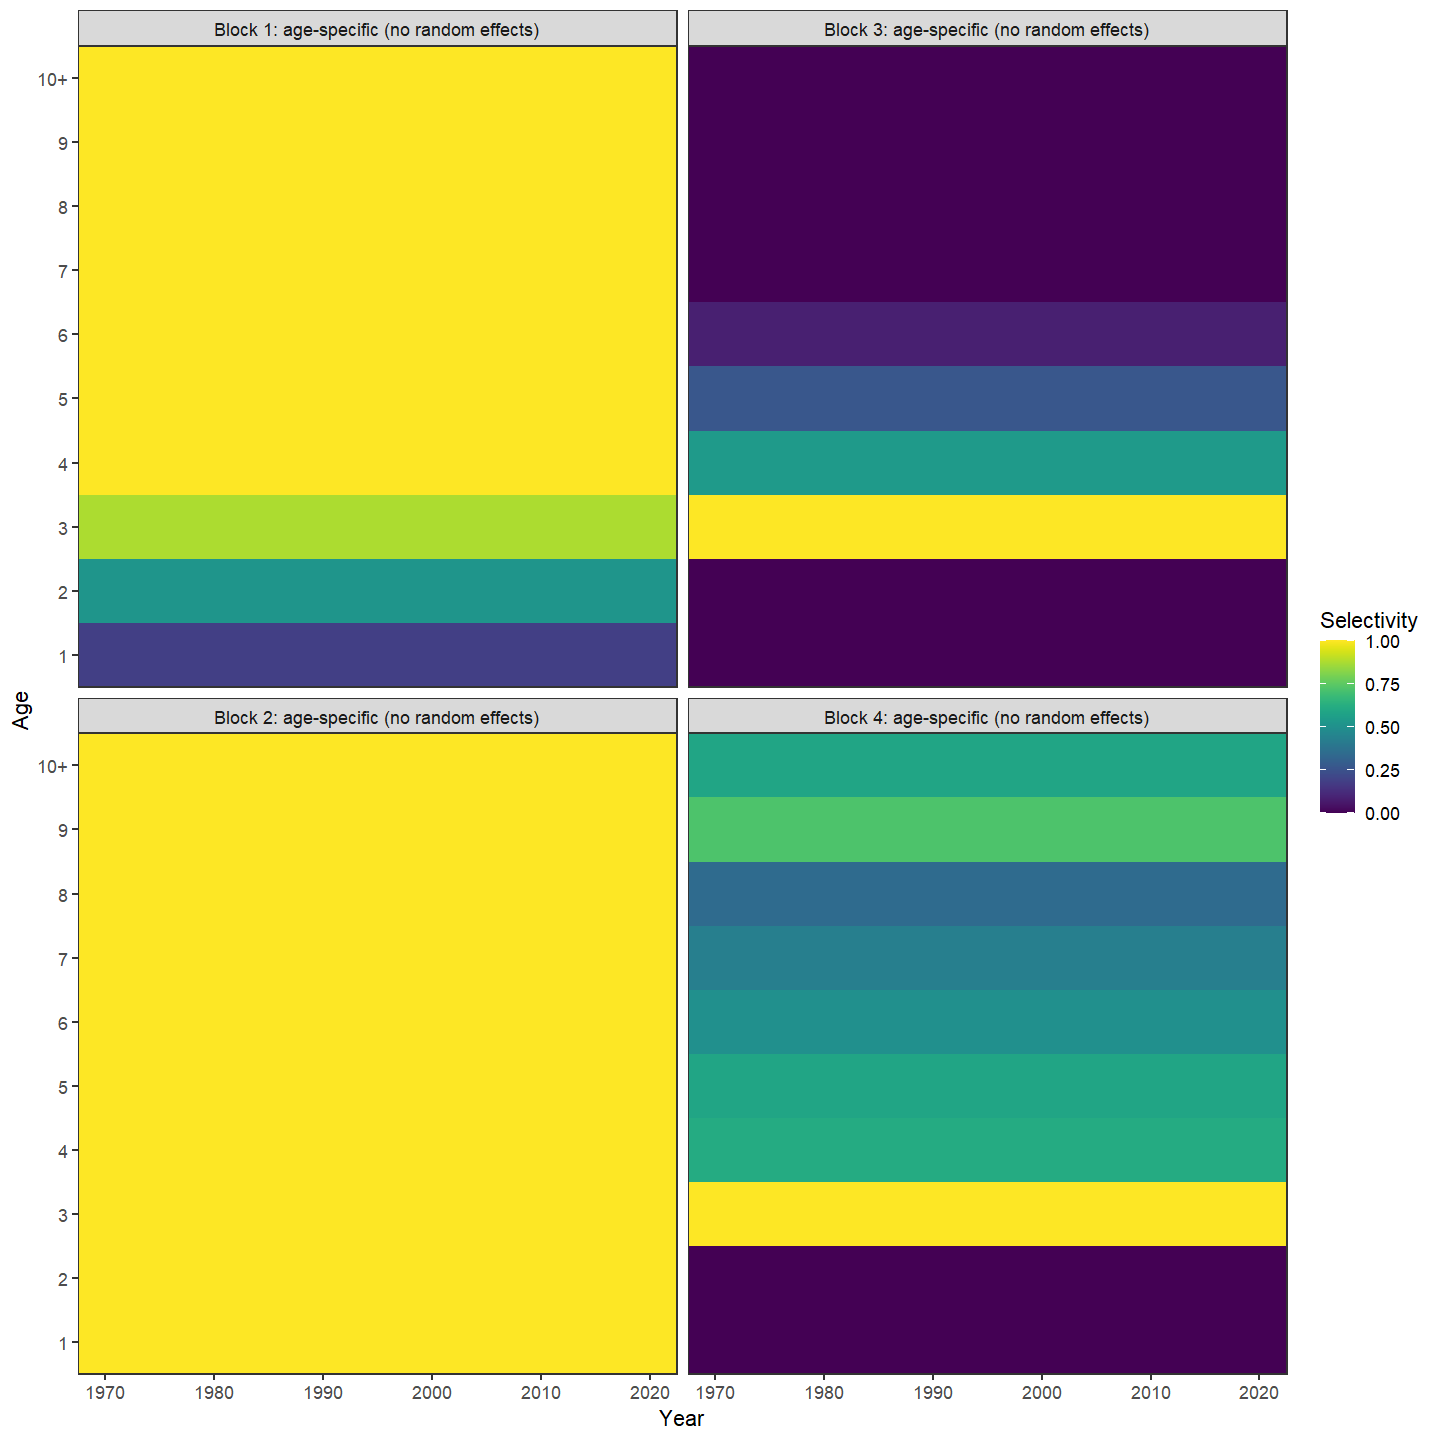 Block 1: age-specific (no random effects)
Block 3: age-specific (no random effects)
10+
9
8
7
6
5
4
3
2
1
Block 2: age-specific (no random effects)
Block 4: age-specific (no random effects)
10+
9
8
7
6
5
4
3
2
1
1970 1980 1990 2000 2010 2020
1970 1980 1990 2000 2010 2020
Year
Age
Selectivity
1.00
0.75
0.50
0.25
0.00